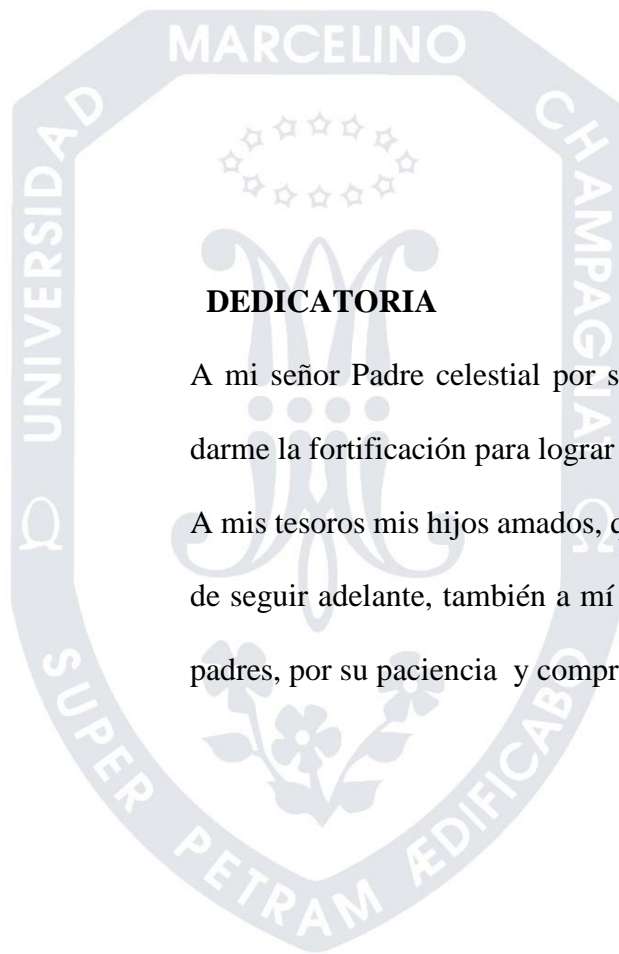 MARCELINO
UNIVERSIDAD
CHAMPAGNAT
DEDICATORIA
A mi señor Padre celestial por
darme la fortificación para lograr
A mis tesoros mis hijos amados,
de seguir adelante, también a mí
padres, por su paciencia y
SUPER PETRAM ÆDIFICABO